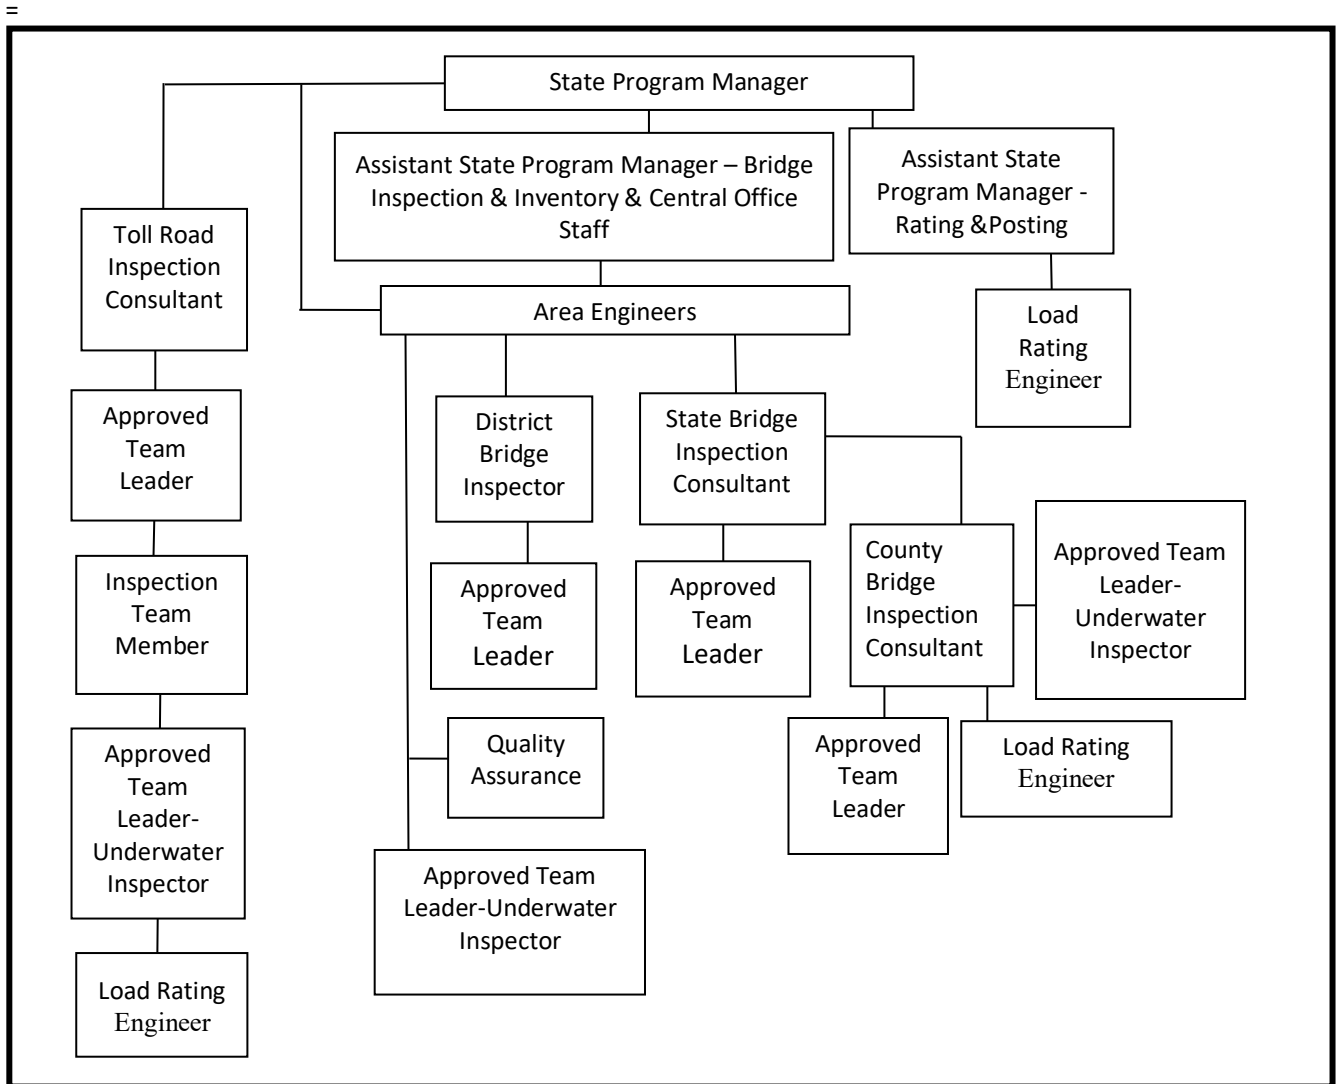 =
State Program Manager
Assistant State Program Manager – Bridge
Inspection & Inventory & Central Office
Staff
Assistant State
Program Manager -
Rating &Posting
Toll Road
Inspection
Consultant
Area Engineers
Load
Rating
Engineer
Approved
Team
Leader
District
Bridge
Inspector
State Bridge
Inspection
Consultant
County
Bridge
Inspection
Consultant
Approved Team
Leader-
Underwater
Inspector
Inspection
Team
Member
Approved
Team
Leader
Approved
Team
Leader
Approved
Team
Leader-
Underwater
Inspector
Quality
Assurance
Approved
Team
Leader
Load Rating
Engineer
Approved Team
Leader-Underwater
Inspector
Load Rating
Engineer